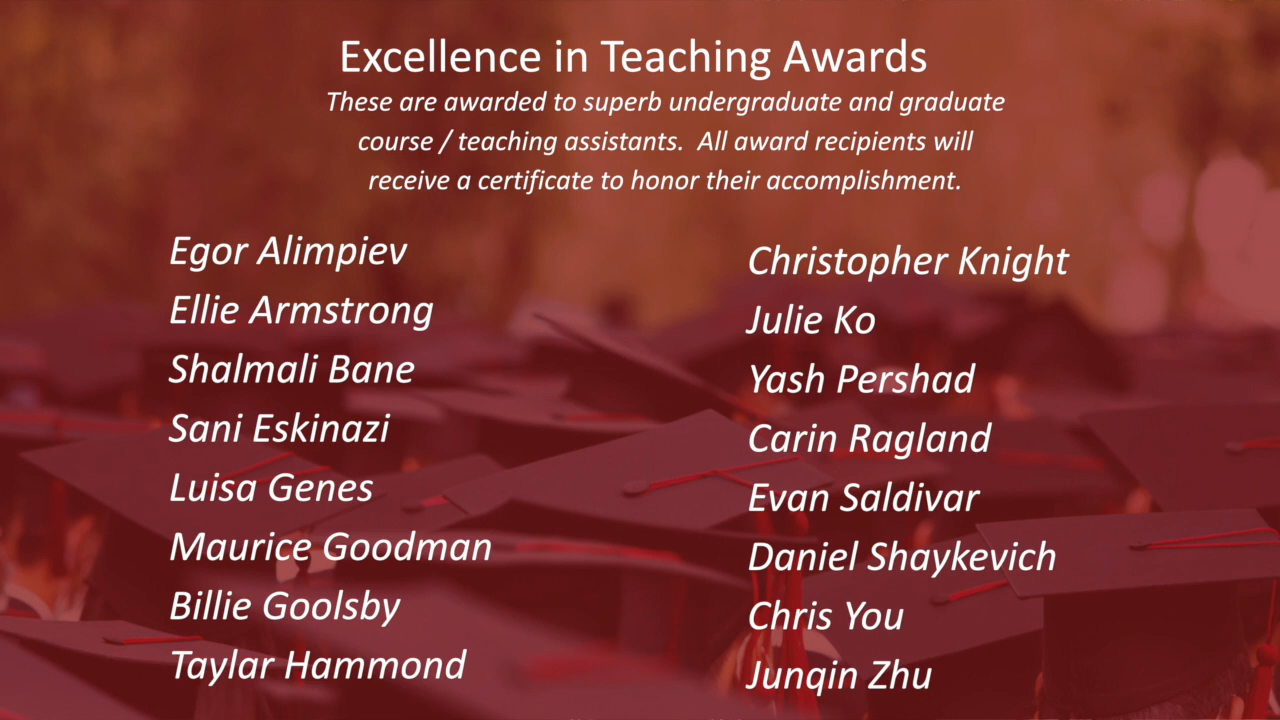 Excellence in Teaching Awards
These are awarded to superb undergraduate and graduate
course / teaching assistants.  All award recipients will
receive a certificate to honor their accomplishment.
Egor Alimpiev
Ellie Armstrong
Shalmali Bane
Sani Eskinazi
Luisa Genes
Maurice Goodman
Billie Goolsby
Taylar Hammond
Christopher Knight
Julie Ko
Yash Pershad
Carin Ragland
Evan Saldivar
Daniel Shaykevich
Chris You
Junqin Zhu